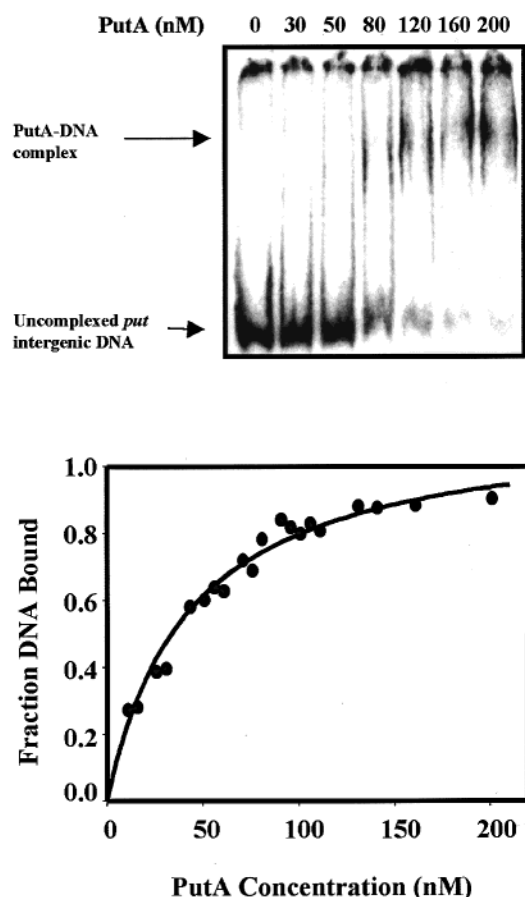 PutA (nM) 0 30 50 80 120 160 200
PutA-DNA
complex
Uncomplexed put
intergenic DNA
1.0
0.8
0.6
0.4
0.2
0.0
Fraction DNA Bound
0 50 100 150 200
PutA Concentration (nM)